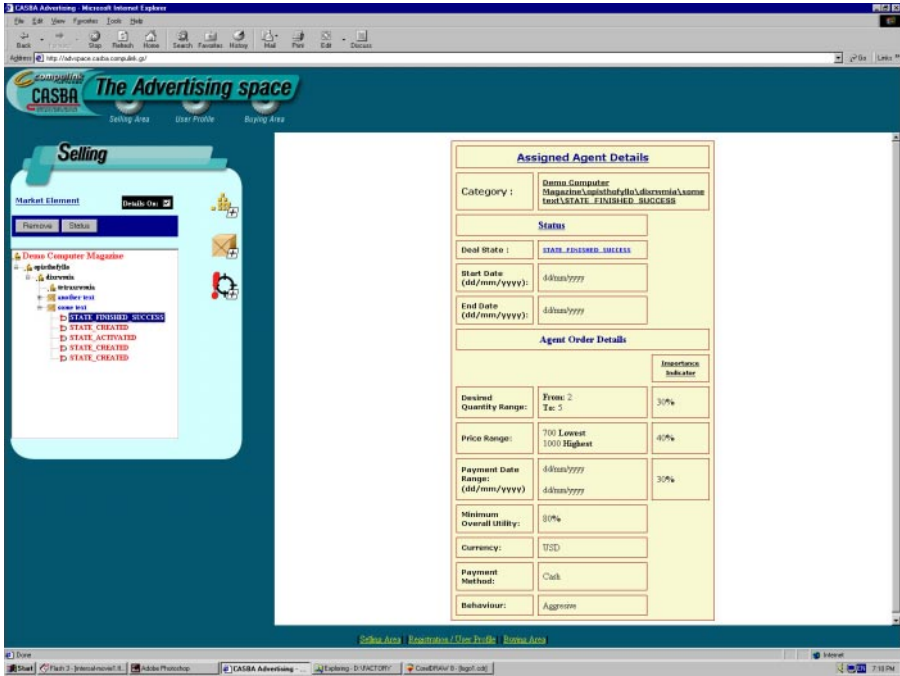 CASBA Advertising - Microsoft Internet Explorer
File Edit View Favorites Tools Help
Back Stop Refresh Home Search Favorites History Mail Print Edit Discuss
Address http://advspace.casba.compulink.gr/ Go Links
compulink
CASBA
The Advertising space
Selling Area User Profile Buying Area
Selling
Market Element
Details On:
Remove Status
Demo Computer Magazine
opisthofyllo
dixrwmia
tetraxrwmia
another text
some text
STATE_FINISHED_SUCCESS
STATE_CREATED
STATE_ACTIVATED
STATE_CREATED
STATE_CREATED
Assigned Agent Details
Category :
Demo Computer
Magazine\opisthofyllo\dixrwmia\some
text\STATE_FINISHED_SUCCESS
Status
Deal State : STATE_FINISHED_SUCCESS
Start Date
(dd/mm/yyyy): dd/mm/yyyy
End Date
(dd/mm/yyyy): dd/mm/yyyy
Agent Order Details
Importance
Indicator
Desired
Quantity Range:
From: 2
To: 5
30%
Price Range:
700 Lowest
1000 Highest
40%
Payment Date
Range:
(dd/mm/yyyy)
dd/mm/yyyy
dd/mm/yyyy
30%
Minimum
Overall Utility:
80%
Currency: USD
Payment
Method:
Cash
Behaviour: Aggresive
Selling Area | Registration / User Profile | Buying Area
Done Internet
Start Adobe Photoshop CASBA Advertising - ... Exploring - D:\FACTORY 7:18 PM